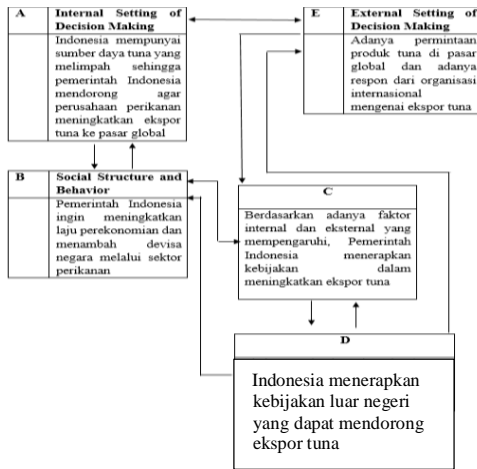 A
Internal Setting of
Decision Making
Indonesia mempunyai
sumber daya tuna yang
melimpah sehingga
pemerintah Indonesia
mendorong agar
perusahaan perikanan
meningkatkan ekspor
tuna ke pasar global
E
External Setting of
Decision Making
Adanya permintaan
produk tuna di pasar
global dan adanya
respon dari organisasi
internasional
mengenai ekspor tuna
B
Social Structure and
Behavior
Pemerintah Indonesia
ingin meningkatkan
laju perekonomian dan
menambah devisa
negara melalui sektor
perikanan
C
Berdasarkan adanya faktor
internal dan eksternal yang
mempengaruhi, Pemerintah
Indonesia menerapkan
kebijakan dalam
meningkatkan ekspor tuna
D
Indonesia menerapkan
kebijakan luar negeri
yang dapat mendorong
ekspor tuna